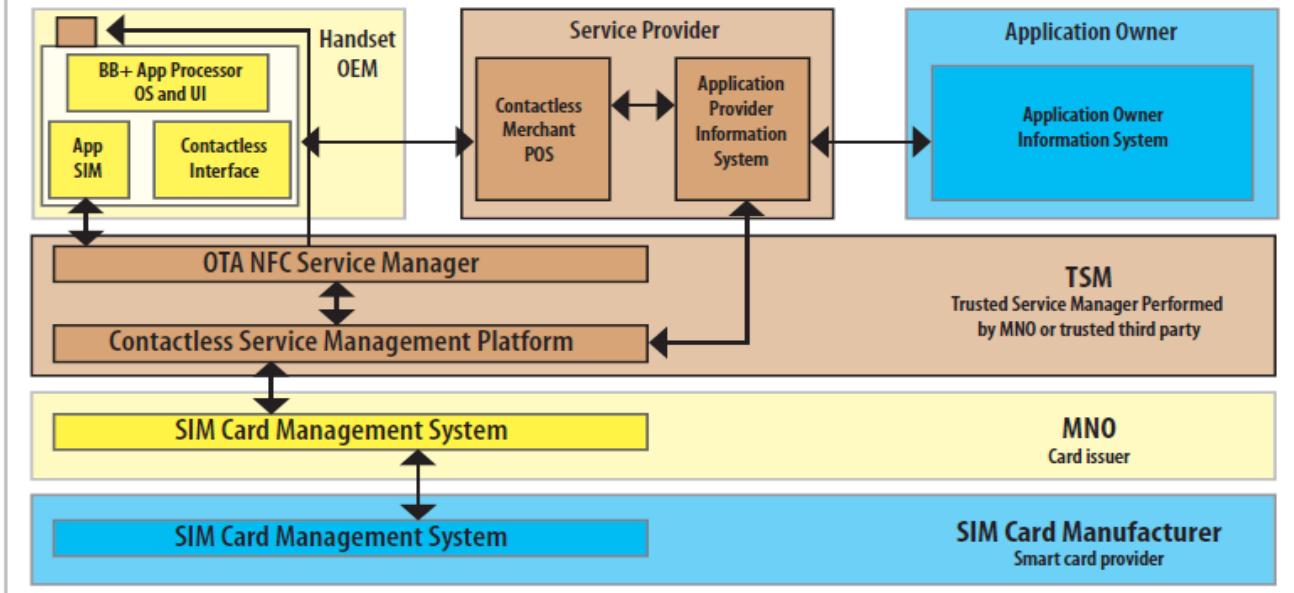 Handset
OEM
BB+ App Processor
OS and UI
App
SIM
Contactless
Interface
Service Provider
Contactless
Merchant
POS
Application
Provider
Information
System
Application Owner
Application Owner
Information System
OTA NFC Service Manager
Contactless Service Management Platform
TSM
Trusted Service Manager Performed
by MNO or trusted third party
SIM Card Management System
MNO
Card issuer
SIM Card Management System
SIM Card Manufacturer
Smart card provider